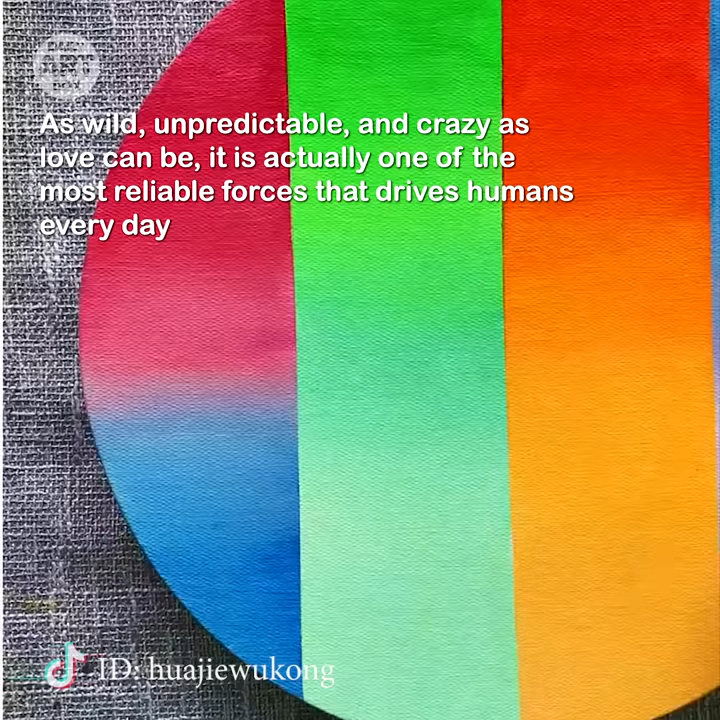 As wild, unpredictable, and crazy as
love can be, it is actually one of the
most reliable forces that drives humans
every day
ID: huajiewukong